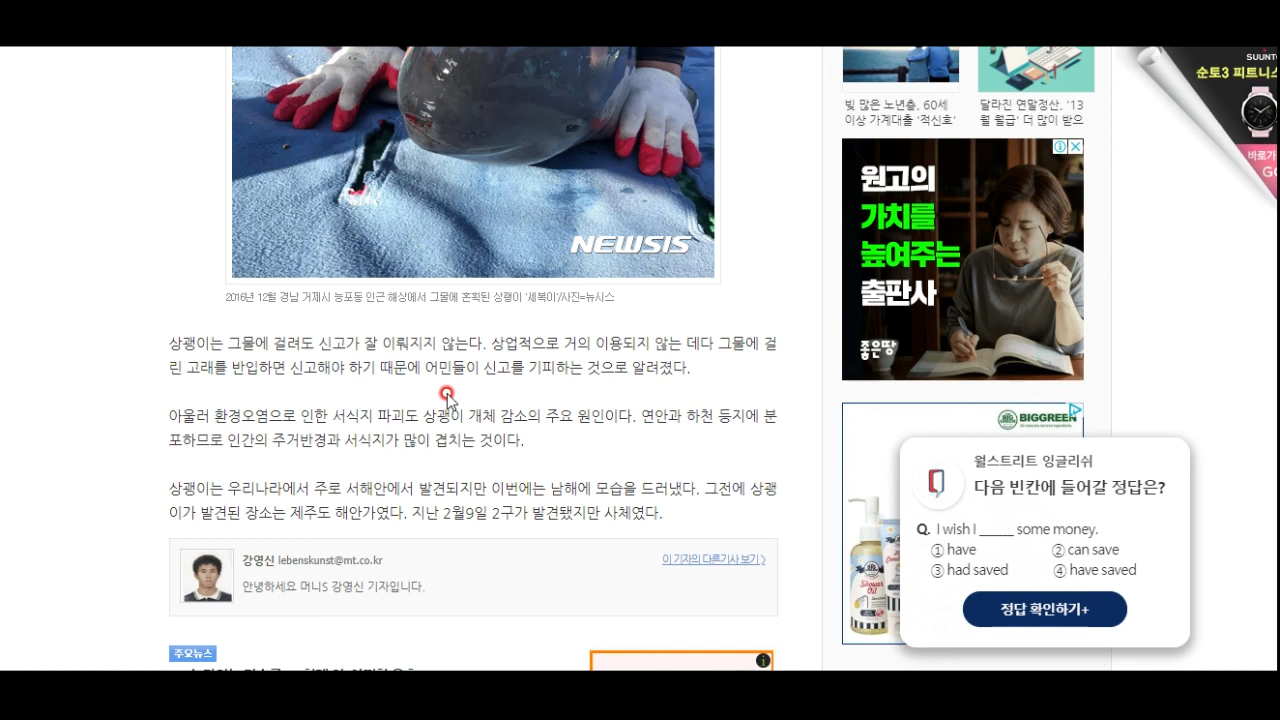 NEWSIS
2016년 12월 경남 거제시 능포동 인근 해상에서 그물에 혼획된 상괭이 '새복이'/사진=뉴시스
상괭이는 그물에 걸려도 신고가 잘 이뤄지지 않는다. 상업적으로 거의 이용되지 않는 데다 그물에 걸
린 고래를 반입하면 신고해야 하기 때문에 어민들이 신고를 기피하는 것으로 알려졌다.
아울러 환경오염으로 인한 서식지 파괴도 상괭이 개체 감소의 주요 원인이다. 연안과 하천 등지에 분
포하므로 인간의 주거반경과 서식지가 많이 겹치는 것이다.
상괭이는 우리나라에서 주로 서해안에서 발견되지만 이번에는 남해에 모습을 드러냈다. 그전에 상괭
이가 발견된 장소는 제주도 해안가였다. 지난 2월9일 2구가 발견됐지만 사체였다.
강영신 lebenskunst@mt.co.kr
이 기자의 다른기사 보기 >
안녕하세요 머니S 강영신 기자입니다.
주요뉴스
빚 많은 노년층, 60세
이상 가계대출 '적신호'
달라진 연말정산, '13
월 월급' 더 많이 받으
원고의
가치를
높여주는
출판사
좋은땅
BIGGREEN
Shower
Oil
월스트리트 잉글리쉬
다음 빈칸에 들어갈 정답은?
Q. I wish I _____ some money.
① have ② can save
③ had saved ④ have saved
정답 확인하기+
SUUNT
순토3 피트니스
바로가
GO